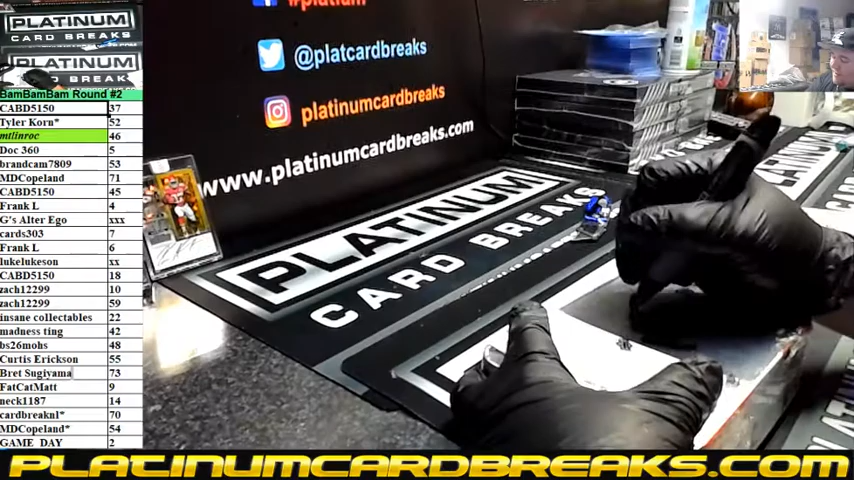 PLATINUM
CARD BREAKS
PLATINUM
CARD BREAK
BamBamBam Round #2
CABD5150 37
Tyler Korn* 52
mtlinroc 46
Doc 360 5
brandcam7809 53
MDCopeland 71
CABD5150 45
Frank L 4
G's Alter Ego xxx
cards303 7
Frank L 6
lukelukeson xx
CABD5150 18
zach12299 10
zach12299 59
insane collectables 22
madness ting 42
bs26mohs 48
Curtis Erickson 55
Bret Sugiyama 73
FatCatMatt 9
neck1187 14
cardbreaknl* 70
MDCopeland* 54
GAME DAY 2
#platinum
@platcardbreaks
platinumcardbreaks
www.platinumcardbreaks.com
PLATINUM
CARD BREAKS
PLATINUM
PLATINUMCARDBREAKS.COM